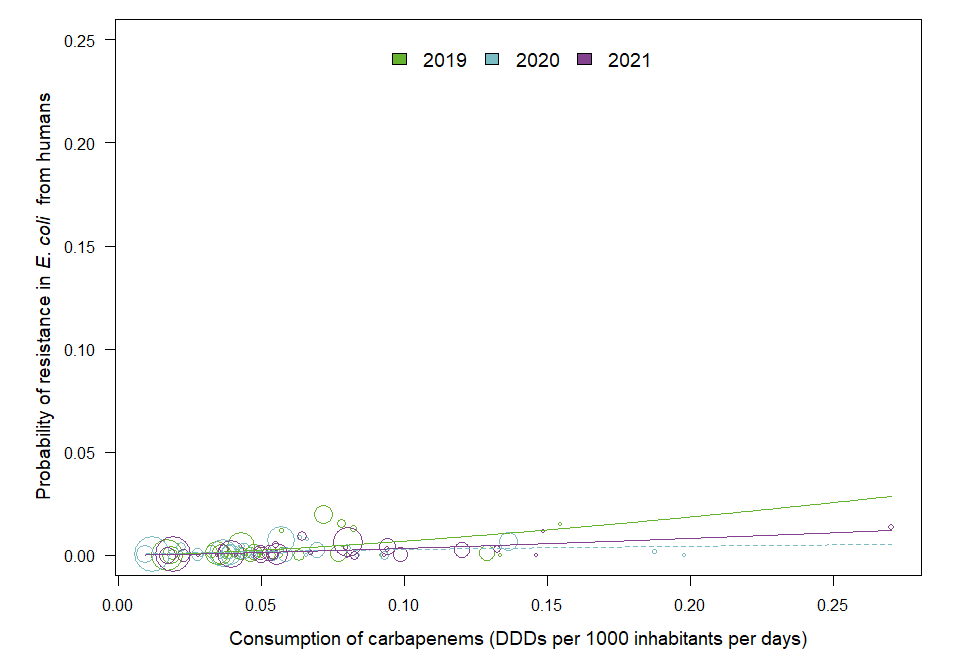 2019 2020 2021
0.25
0.20
0.15
0.10
0.05
0.00
Probability of resistance in E. coli from humans
0.00 0.05 0.10 0.15 0.20 0.25
Consumption of carbapenems (DDDs per 1000 inhabitants per days)